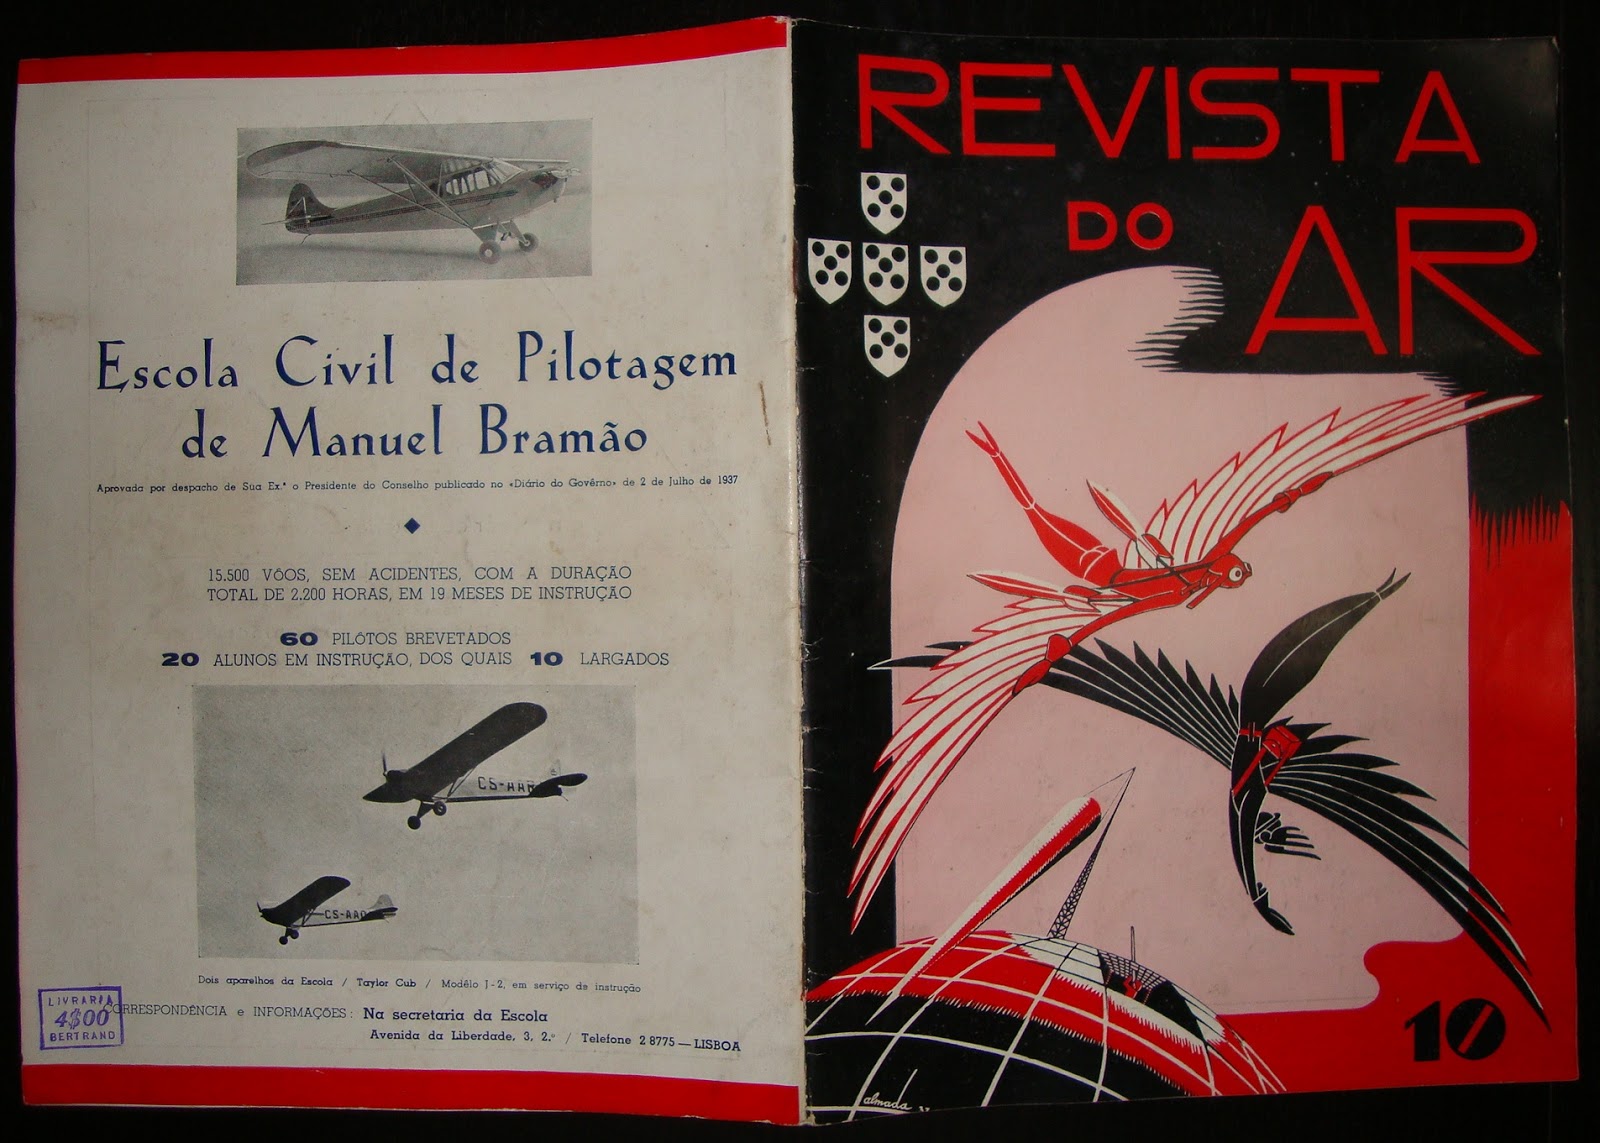 Escola Civil de Pilotagem
de Manuel Bramão
Aprovada por despacho de Sua Ex.ª o Presidente do Conselho publicado no «Diário do Govêrno» de 2 de Julho de 1937
15.500 VÔOS, SEM ACIDENTES, COM A DURAÇÃO
TOTAL DE 2.200 HORAS, EM 19 MESES DE INSTRUÇÃO
60 PILÓTOS BREVETADOS
20 ALUNOS EM INSTRUÇÃO, DOS QUAIS 10 LARGADOS
CS-AAR
CS-AAQ
Dois aparelhos da Escola / Taylor Cub / Modêlo J-2, em serviço de instrução
CORRESPONDÊNCIA e INFORMAÇÕES: Na secretaria da Escola
Avenida da Liberdade, 3, 2.º / Telefone 2 8775 — LISBOA
LIVRARIA
4$00
BERTRAND
REVISTA
DO
AR
10
almada